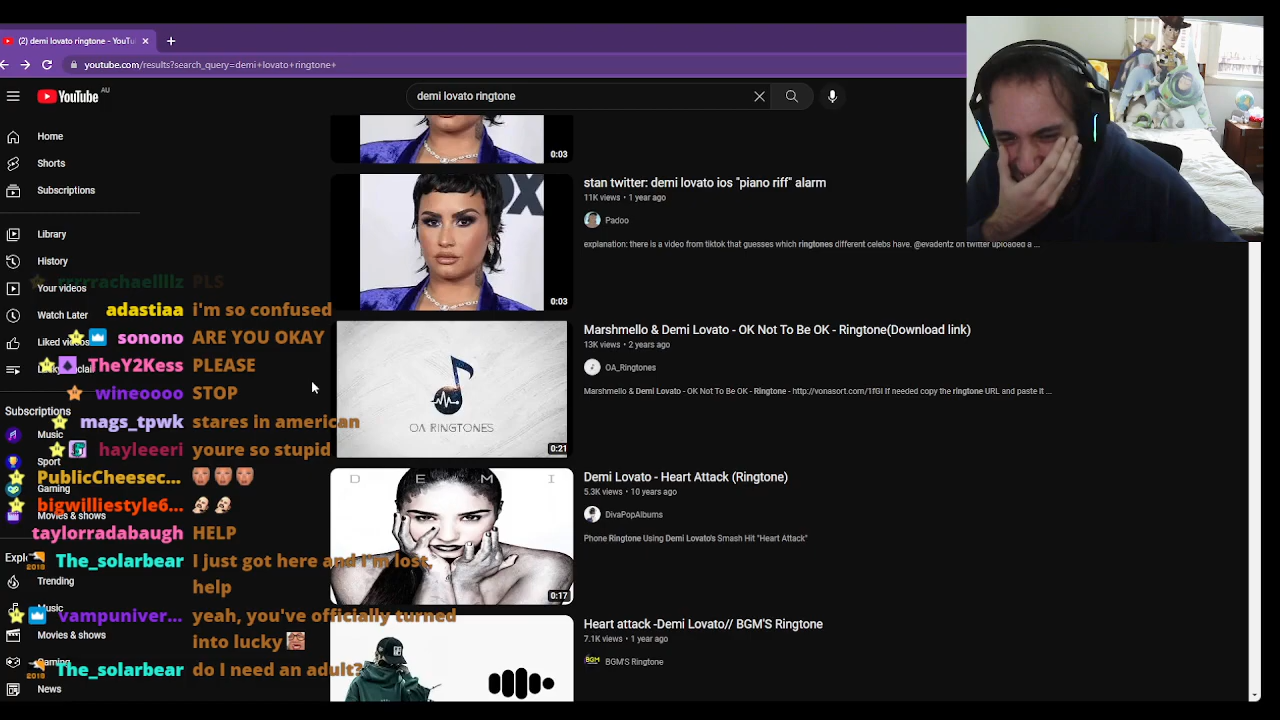 (2) demi lovato ringtone - YouTu
youtube.com/results?search_query=demi+lovato+ringtone+
YouTube AU
demi lovato ringtone
Home
Shorts
Subscriptions
Library
History
Your videos
Watch Later
Liked videos
Subscriptions
Music
Sport
Gaming
Movies & shows
Expl
Trending
Music
Movies & shows
Gaming
News
rrrrrachaellllz PLS
adastiaa i'm so confused
sonono ARE YOU OKAY
TheY2Kess PLEASE
wineoooo STOP
mags_tpwk stares in american
hayleeeri youre so stupid
PublicCheesec...
bigwilliestyle6...
taylorradabaugh HELP
The_solarbear I just got here and I'm lost,
help
vampuniver... yeah, you've officially turned
into lucky
The_solarbear do I need an adult?
0:03
FOX
0:03
stan twitter: demi lovato ios "piano riff" alarm
11K views • 1 year ago
Padoo
explanation: there is a video from tiktok that guesses which ringtones different celebs have. @evadentz on twitter uploaded a ...
OA RINGTONES
0:21
Marshmello & Demi Lovato - OK Not To Be OK - Ringtone(Download link)
13K views • 2 years ago
OA_Ringtones
Marshmello & Demi Lovato - OK Not To Be OK - Ringtone - http://vonasort.com/1fGI If needed copy the ringtone URL and paste it ...
D E M I
0:17
Demi Lovato - Heart Attack (Ringtone)
5.3K views • 10 years ago
DivaPopAlbums
Phone Ringtone Using Demi Lovato's Smash Hit "Heart Attack"
Heart attack -Demi Lovato// BGM'S Ringtone
7.1K views • 1 year ago
BGM
BGM'S Ringtone